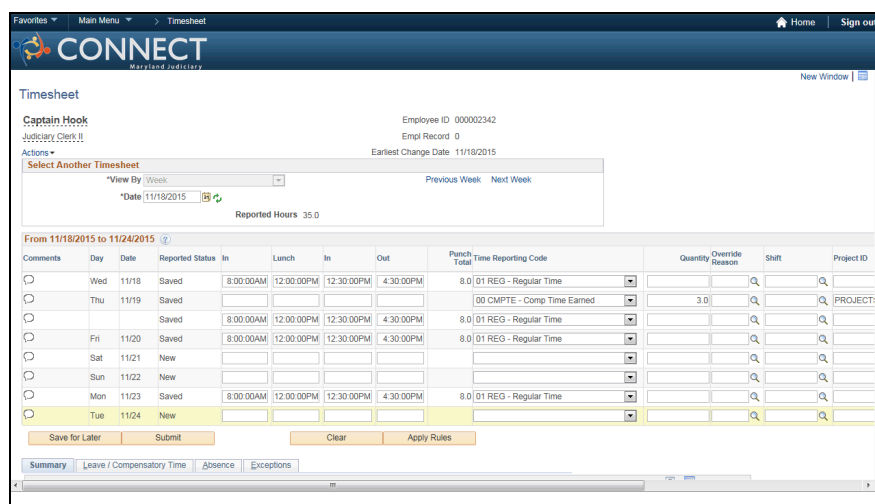 Favorites Main Menu > Timesheet Home Sign out
CONNECT
Maryland Judiciary
New Window
Timesheet
Captain Hook Employee ID 000002342
Judiciary Clerk II Empl Record 0
Actions Earliest Change Date 11/18/2015
Select Another Timesheet
*View By Week Previous Week Next Week
*Date 11/18/2015
Reported Hours 35.0
From 11/18/2015 to 11/24/2015
Comments Day Date Reported Status In Lunch In Out Punch Total Time Reporting Code Quantity Override Reason Shift Project ID
Wed 11/18 Saved 8:00:00AM 12:00:00PM 12:30:00PM 4:30:00PM 8.0 01 REG - Regular Time
Thu 11/19 Saved 00 CMPTE - Comp Time Earned 3.0 PROJECT
Saved 8:00:00AM 12:00:00PM 12:30:00PM 4:30:00PM 8.0 01 REG - Regular Time
Fri 11/20 Saved 8:00:00AM 12:00:00PM 12:30:00PM 4:30:00PM 8.0 01 REG - Regular Time
Sat 11/21 New
Sun 11/22 New
Mon 11/23 Saved 8:00:00AM 12:00:00PM 12:30:00PM 4:30:00PM 8.0 01 REG - Regular Time
Tue 11/24 New
Save for Later Submit Clear Apply Rules
Summary Leave / Compensatory Time Absence Exceptions